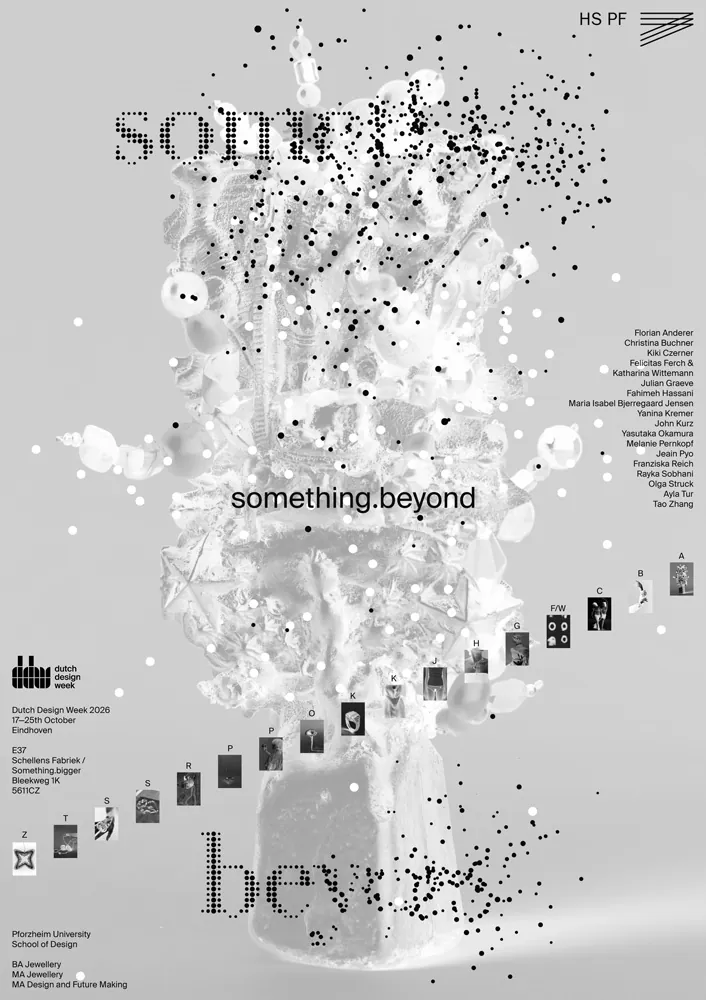 HS PF
something.beyond
Florian Anderer
Christina Buchner
Kiki Czerner
Felicitas Ferch &
Katharina Wittemann
Julian Graeve
Fahimeh Hassani
Maria Isabel Bjerregaard Jensen
Yanina Kremer
John Kurz
Yasutaka Okamura
Melanie Pernkopf
Jeain Pyo
Franziska Reich
Rayka Sobhani
Olga Struck
Ayla Tur
Tao Zhang
A
B
C
F/W
G
H
J
K
K
O
P
P
R
S
S
T
Z
ddw
dutch
design
week
Dutch Design Week 2026
17–25th October
Eindhoven
E37
Schellens Fabriek /
Something.bigger
Bleekweg 1K
5611CZ
bey
Pforzheim University
School of Design
BA Jewellery
MA Jewellery
MA Design and Future Making